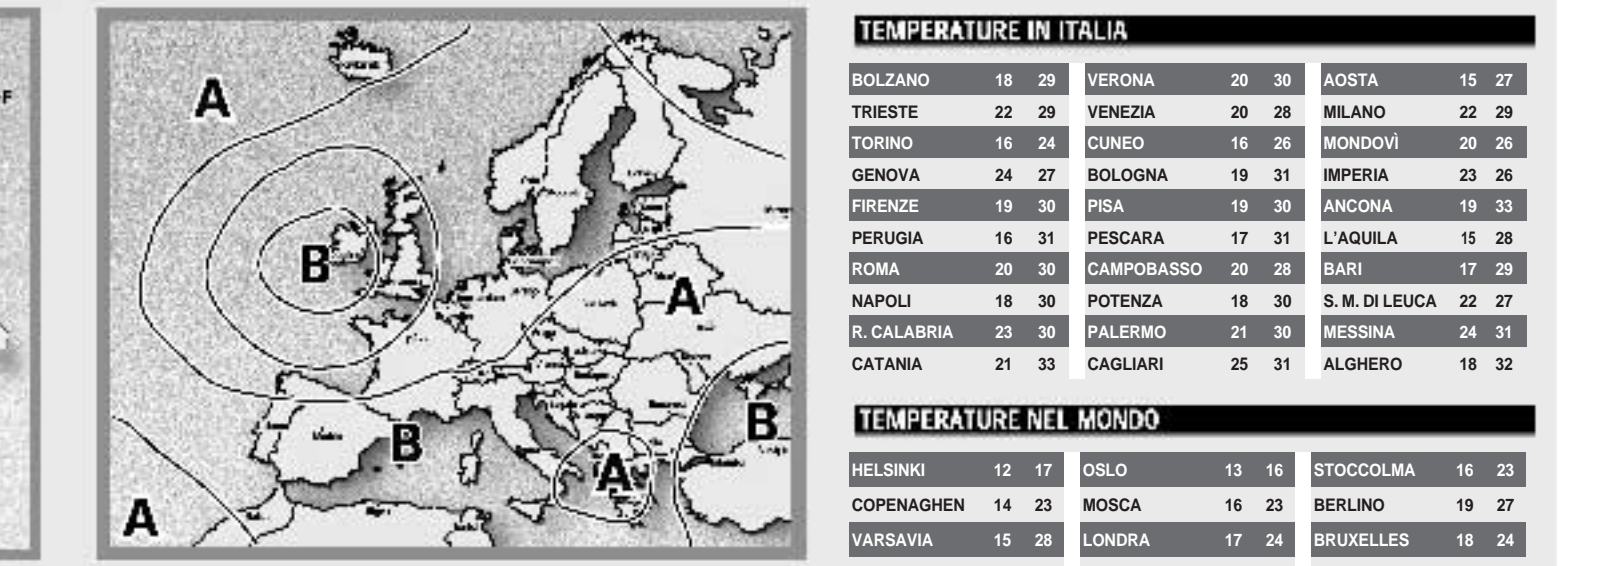 F
A
B
A
B
B
A
A
TEMPERATURE IN ITALIA
BOLZANO 18 29 VERONA 20 30 AOSTA 15 27
TRIESTE 22 29 VENEZIA 20 28 MILANO 22 29
TORINO 16 24 CUNEO 16 26 MONDOVÌ 20 26
GENOVA 24 27 BOLOGNA 19 31 IMPERIA 23 26
FIRENZE 19 30 PISA 19 30 ANCONA 19 33
PERUGIA 16 31 PESCARA 17 31 L'AQUILA 15 28
ROMA 20 30 CAMPOBASSO 20 28 BARI 17 29
NAPOLI 18 30 POTENZA 18 30 S. M. DI LEUCA 22 27
R. CALABRIA 23 30 PALERMO 21 30 MESSINA 24 31
CATANIA 21 33 CAGLIARI 25 31 ALGHERO 18 32
TEMPERATURE NEL MONDO
HELSINKI 12 17 OSLO 13 16 STOCCOLMA 16 23
COPENAGHEN 14 23 MOSCA 16 23 BERLINO 19 27
VARSAVIA 15 28 LONDRA 17 24 BRUXELLES 18 24